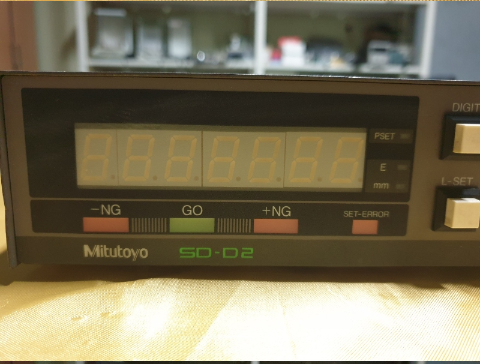 DIGIT
PSET
E
mm
L-SET
-NG GO +NG SET-ERROR
Mitutoyo SD-D2